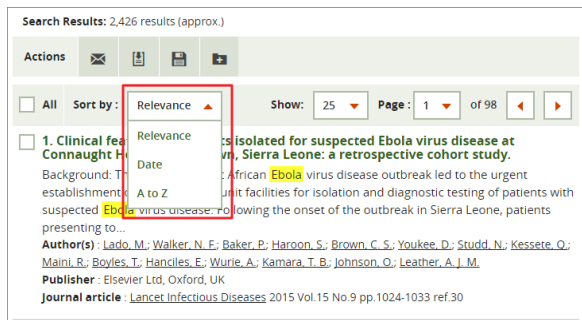 Search Results: 2,426 results (approx.)
Actions
All Sort by : Relevance Show: 25 Page : 1 of 98
Relevance
Date
A to Z
1. Clinical fea s isolated for suspected Ebola virus disease at
Connaught H n, Sierra Leone: a retrospective cohort study.
Background: T African Ebola virus disease outbreak led to the urgent
establishment nit facilities for isolation and diagnostic testing of patients with
suspected Ebola virus disease. Following the onset of the outbreak in Sierra Leone, patients
presenting to...
Author(s) : Lado, M.; Walker, N. F.; Baker, P.; Haroon, S.; Brown, C. S.; Youkee, D.; Studd, N.; Kessete, Q.;
Maini, R.; Boyles, T.; Hanciles, E.; Wurie, A.; Kamara, T. B.; Johnson, O.; Leather, A. J. M.
Publisher : Elsevier Ltd, Oxford, UK
Journal article : Lancet Infectious Diseases 2015 Vol.15 No.9 pp.1024-1033 ref.30